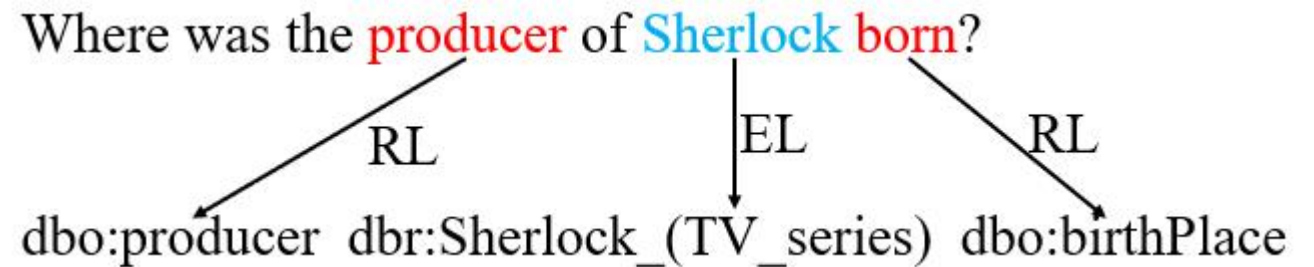 Where was the producer of Sherlock born?
RL EL RL
dbo:producer dbr:Sherlock_(TV_series) dbo:birthPlace